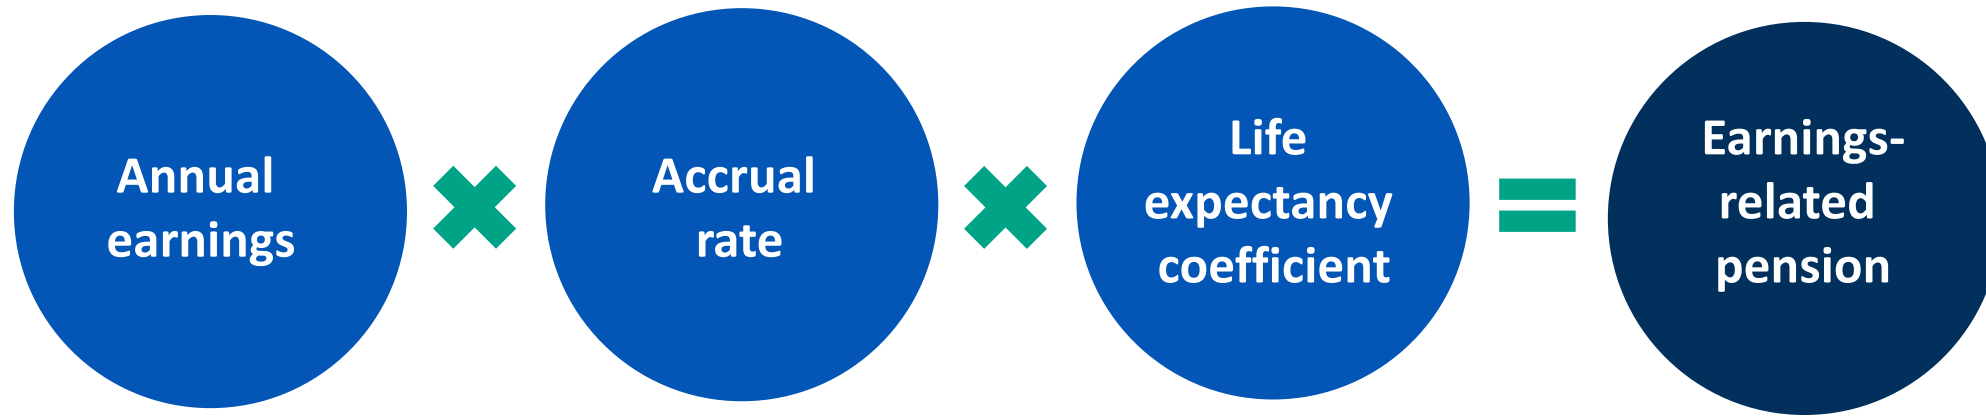 Annual
earnings
Accrual
rate
Life
expectancy
coefficient
Earnings-
related
pension